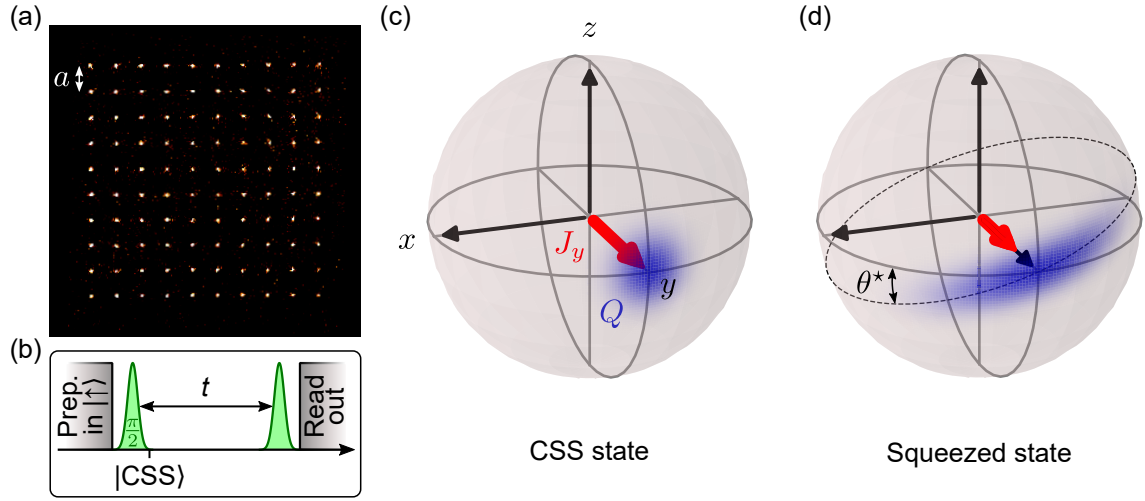 (a)
a
(b)
Prep.
in |↑⟩
π/2
t
Read
out
|CSS⟩
(c)
z
x
J_y
Q
y
CSS state
(d)
θ*
Squeezed state